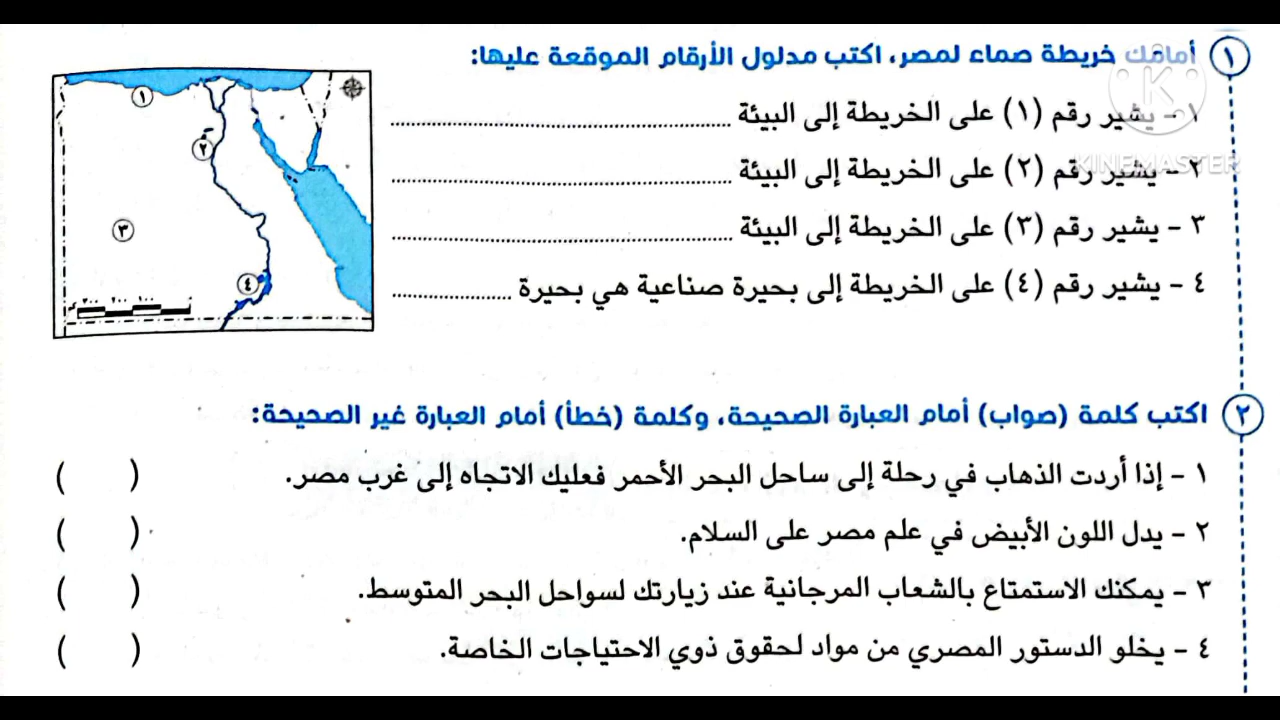 ١ أمامك خريطة صماء لمصر، اكتب مدلول الأرقام الموقعة عليها:
١ - يشير رقم (١) على الخريطة إلى البيئة ........................
٢ - يشير رقم (٢) على الخريطة إلى البيئة ........................
٣ - يشير رقم (٣) على الخريطة إلى البيئة ........................
٤ - يشير رقم (٤) على الخريطة إلى بحيرة صناعية هي بحيرة ............
K
KINEMASTER
١
٢
٣
٤
٢ اكتب كلمة (صواب) أمام العبارة الصحيحة، وكلمة (خطأ) أمام العبارة غير الصحيحة:
١ - إذا أردت الذهاب في رحلة إلى ساحل البحر الأحمر فعليك الاتجاه إلى غرب مصر. ( )
٢ - يدل اللون الأبيض في علم مصر على السلام. ( )
٣ - يمكنك الاستمتاع بالشعاب المرجانية عند زيارتك لسواحل البحر المتوسط. ( )
٤ - يخلو الدستور المصري من مواد لحقوق ذوي الاحتياجات الخاصة. ( )